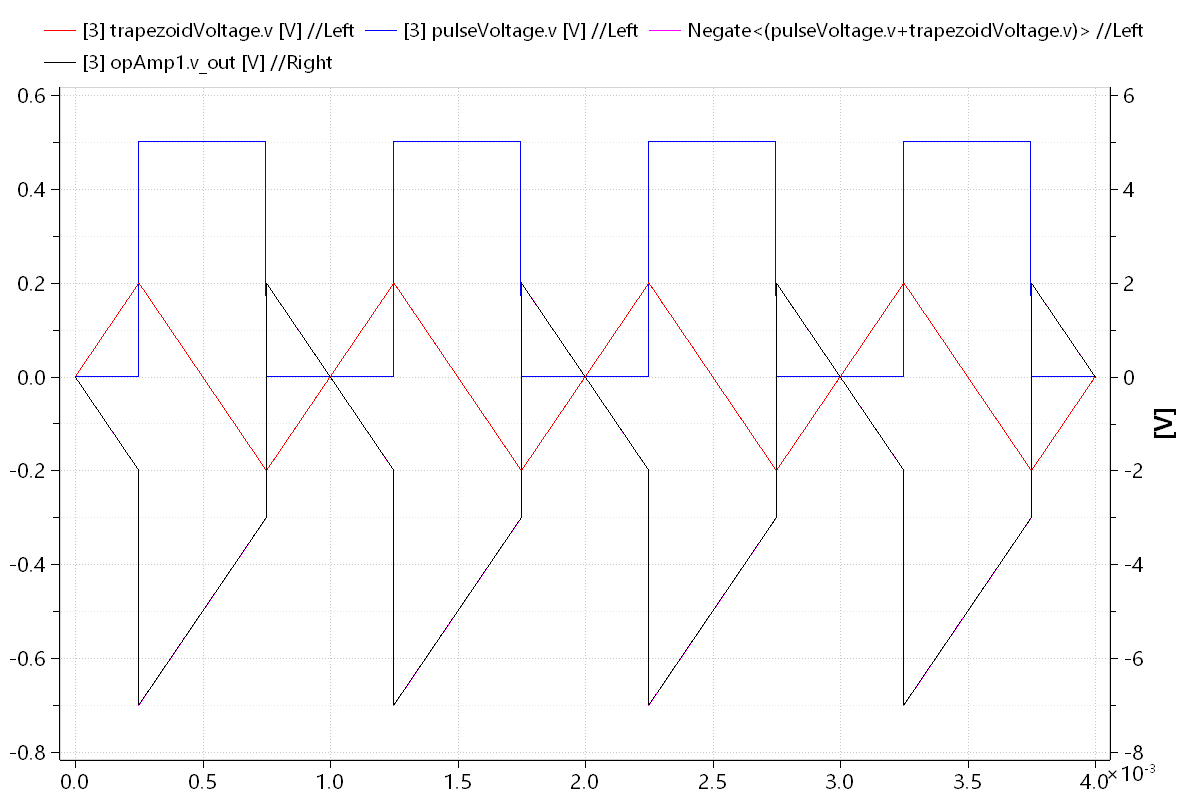 [3] trapezoidVoltage.v [V] //Left [3] pulseVoltage.v [V] //Left Negate<(pulseVoltage.v+trapezoidVoltage.v)> //Left
[3] opAmp1.v_out [V] //Right
0.6 6
0.4 4
0.2 2
0.0 0
[V]
-0.2 -2
-0.4 -4
-0.6 -6
-0.8 -8
0.0 0.5 1.0 1.5 2.0 2.5 3.0 3.5 4.0 ×10⁻³